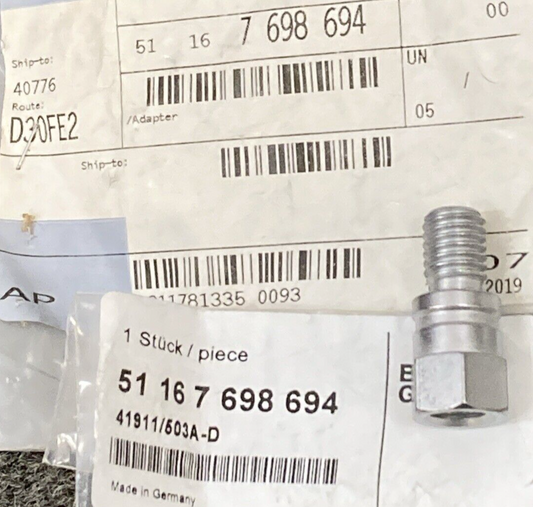 51 16 7 698 694
00
Ship-to:
40776
Route:
D30FE2
/Adapter
UN
/
05
Ship-to:
AP
1781335 0093
07
2019
1 Stück / piece
51 16 7 698 694
41911/503A-D
Made in Germany